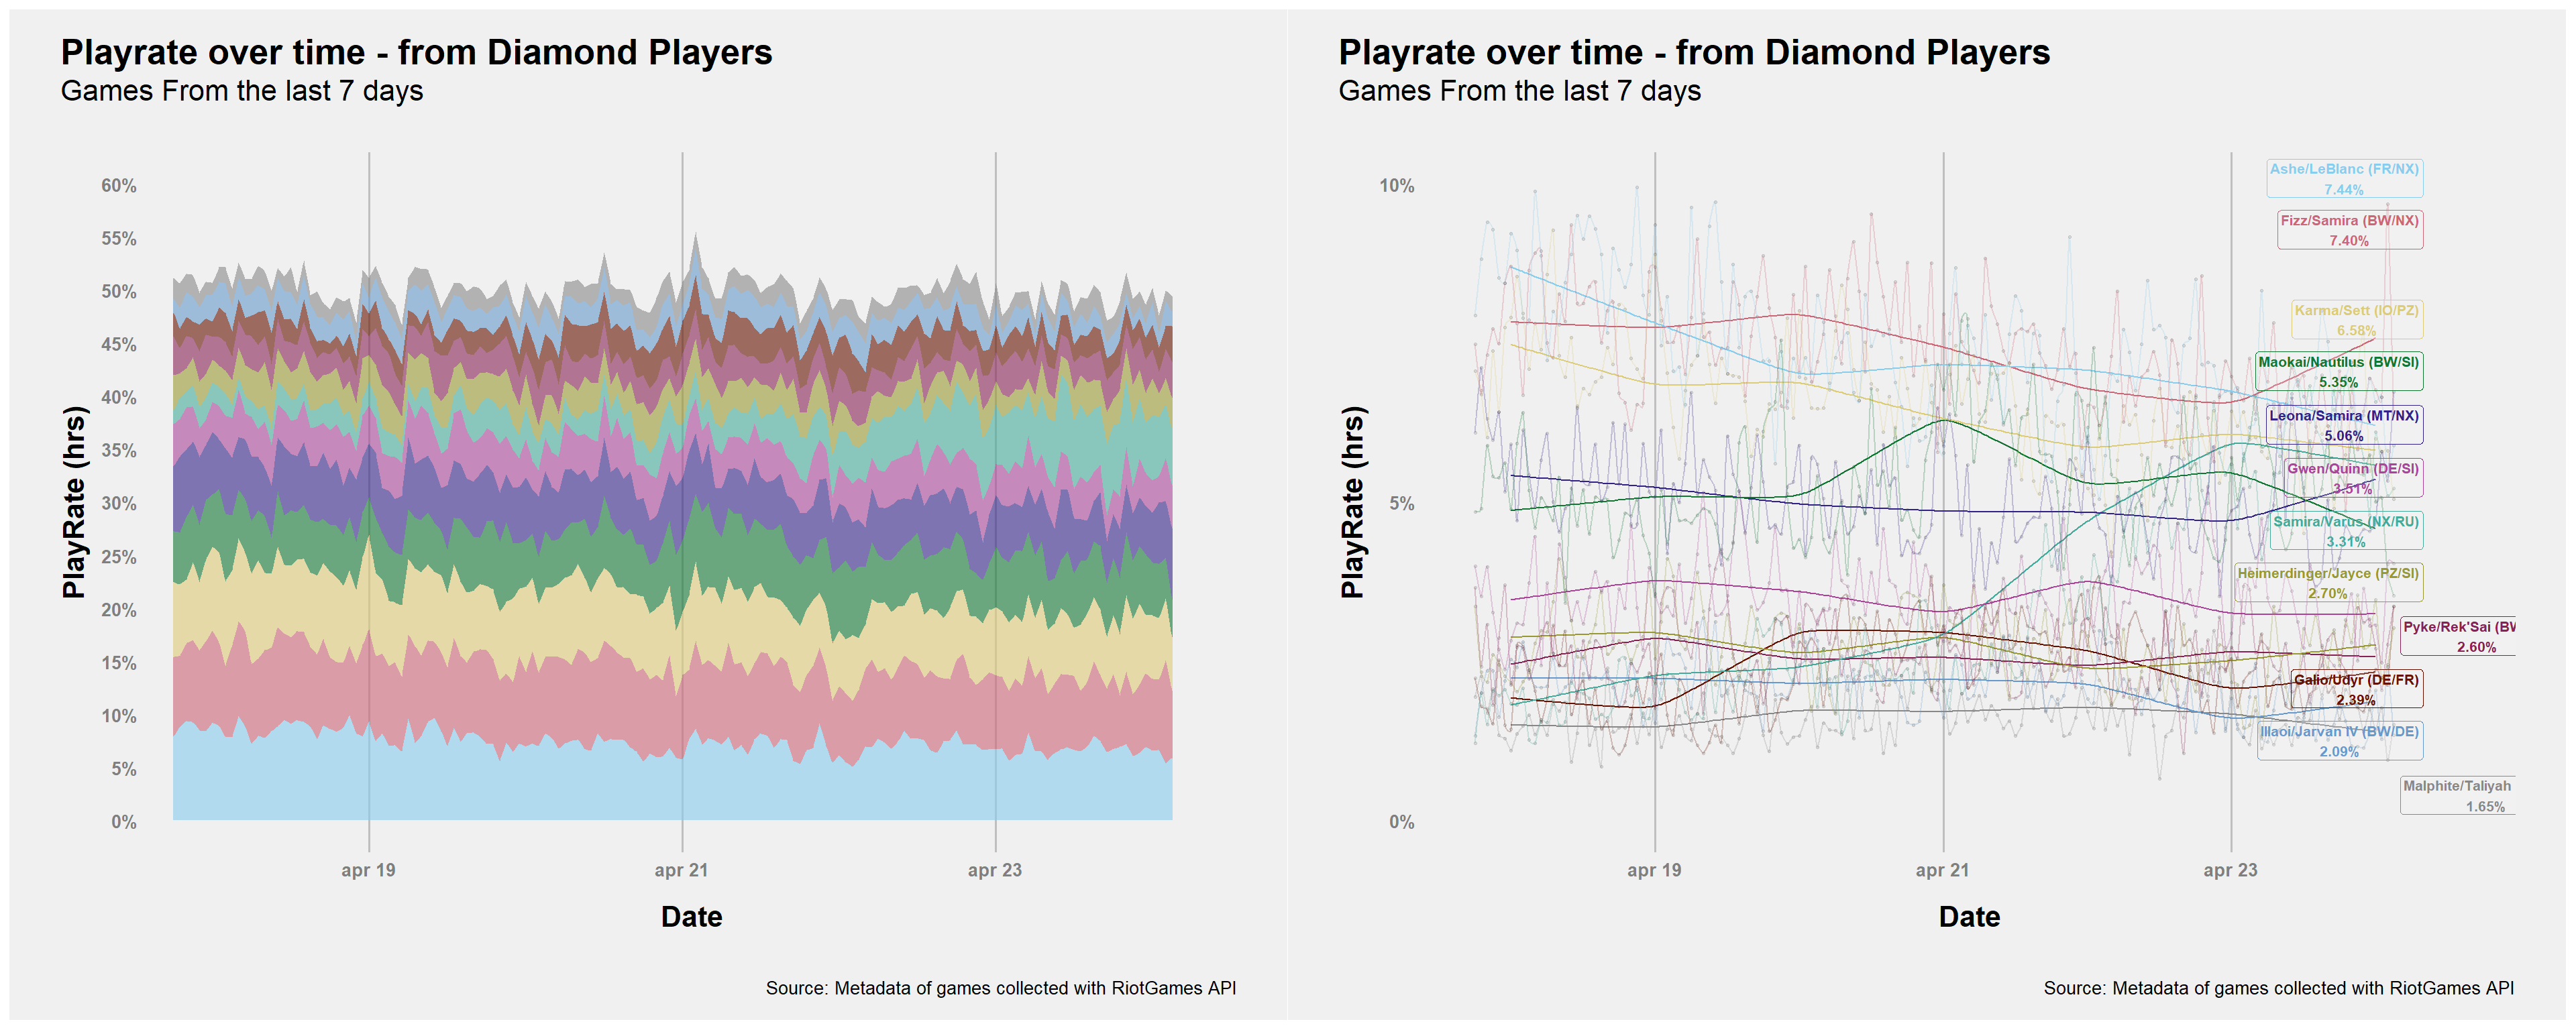 Playrate over time - from Diamond Players
Games From the last 7 days
PlayRate (hrs)
60%
55%
50%
45%
40%
35%
30%
25%
20%
15%
10%
5%
0%
apr 19
apr 21
apr 23
Date
Source: Metadata of games collected with RiotGames API
Playrate over time - from Diamond Players
Games From the last 7 days
PlayRate (hrs)
10%
5%
0%
Ashe/LeBlanc (FR/NX)
7.44%
Fizz/Samira (BW/NX)
7.40%
Karma/Sett (IO/PZ)
6.58%
Maokai/Nautilus (BW/SI)
5.35%
Leona/Samira (MT/NX)
5.06%
Gwen/Quinn (DE/SI)
3.51%
Samira/Varus (NX/RU)
3.31%
Heimerdinger/Jayce (PZ/SI)
2.70%
Pyke/Rek'Sai (BW
2.60%
Galio/Udyr (DE/FR)
2.39%
Illaoi/Jarvan IV (BW/DE)
2.09%
Malphite/Taliyah
1.65%
apr 19
apr 21
apr 23
Date
Source: Metadata of games collected with RiotGames API